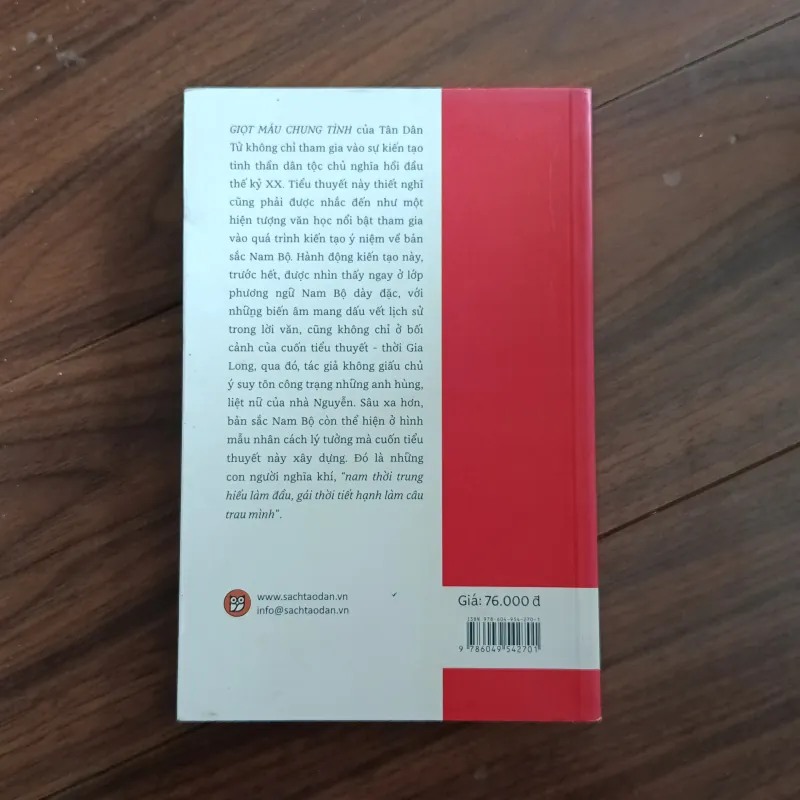 GIỌT MÁU CHUNG TÌNH của Tân Dân
Tử không chỉ tham gia vào sự kiến tạo
tinh thần dân tộc chủ nghĩa hồi đầu
thế kỷ XX. Tiểu thuyết này thiết nghĩ
cũng phải được nhắc đến như một
hiện tượng văn học nổi bật tham gia
vào quá trình kiến tạo ý niệm về bản
sắc Nam Bộ. Hành động kiến tạo này,
trước hết, được nhìn thấy ngay ở lớp
phương ngữ Nam Bộ dày đặc, với
những biến âm mang dấu vết lịch sử
trong lời văn, cũng không chỉ ở bối
cảnh của cuốn tiểu thuyết - thời Gia
Long, qua đó, tác giả không giấu chủ
ý suy tôn công trạng những anh hùng,
liệt nữ của nhà Nguyễn. Sâu xa hơn,
bản sắc Nam Bộ còn thể hiện ở hình
mẫu nhân cách lý tưởng mà cuốn tiểu
thuyết này xây dựng. Đó là những
con người nghĩa khí, "nam thời trung
hiếu làm đầu, gái thời tiết hạnh làm câu
trau mình".
www.sachtaodan.vn
info@sachtaodan.vn
Giá: 76.000 đ
ISBN 978-604-954-270-1
9 786049 542701